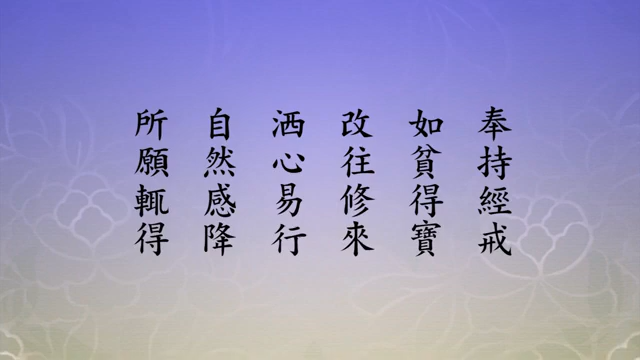 奉持經戒
如貧得寶
改往修來
洒心易行
自然感降
所願輒得